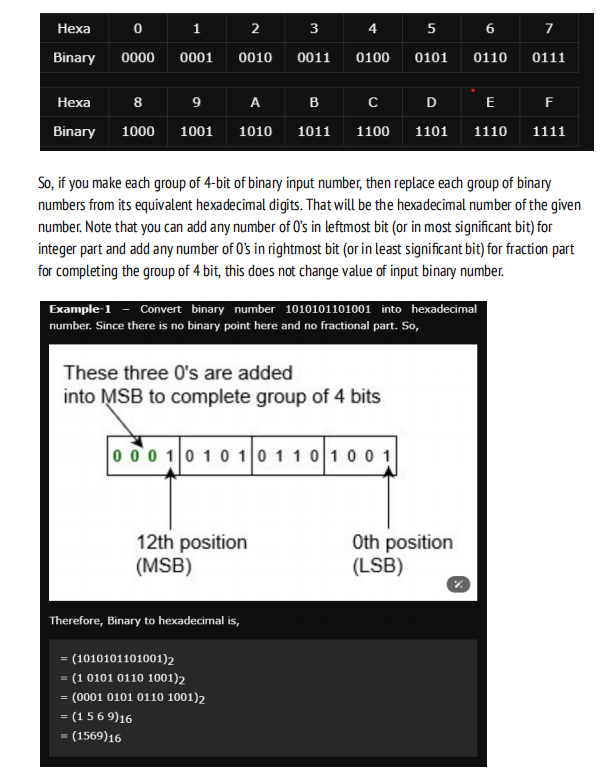 Hexa 0 1 2 3 4 5 6 7
Binary 0000 0001 0010 0011 0100 0101 0110 0111
Hexa 8 9 A B C D E F
Binary 1000 1001 1010 1011 1100 1101 1110 1111
So, if you make each group of 4-bit of binary input number, then replace each group of binary
numbers from its equivalent hexadecimal digits. That will be the hexadecimal number of the given
number. Note that you can add any number of 0's in leftmost bit (or in most significant bit) for
integer part and add any number of 0's in rightmost bit (or in least significant bit) for fraction part
for completing the group of 4 bit, this does not change value of input binary number.
Example-1 – Convert binary number 1010101101001 into hexadecimal
number. Since there is no binary point here and no fractional part. So,
These three 0's are added
into MSB to complete group of 4 bits
0 0 0 1 0 1 0 1 0 1 1 0 1 0 0 1
12th position 0th position
(MSB) (LSB)
Therefore, Binary to hexadecimal is,
= (1010101101001)2
= (1 0101 0110 1001)2
= (0001 0101 0110 1001)2
= (1 5 6 9)16
= (1569)16